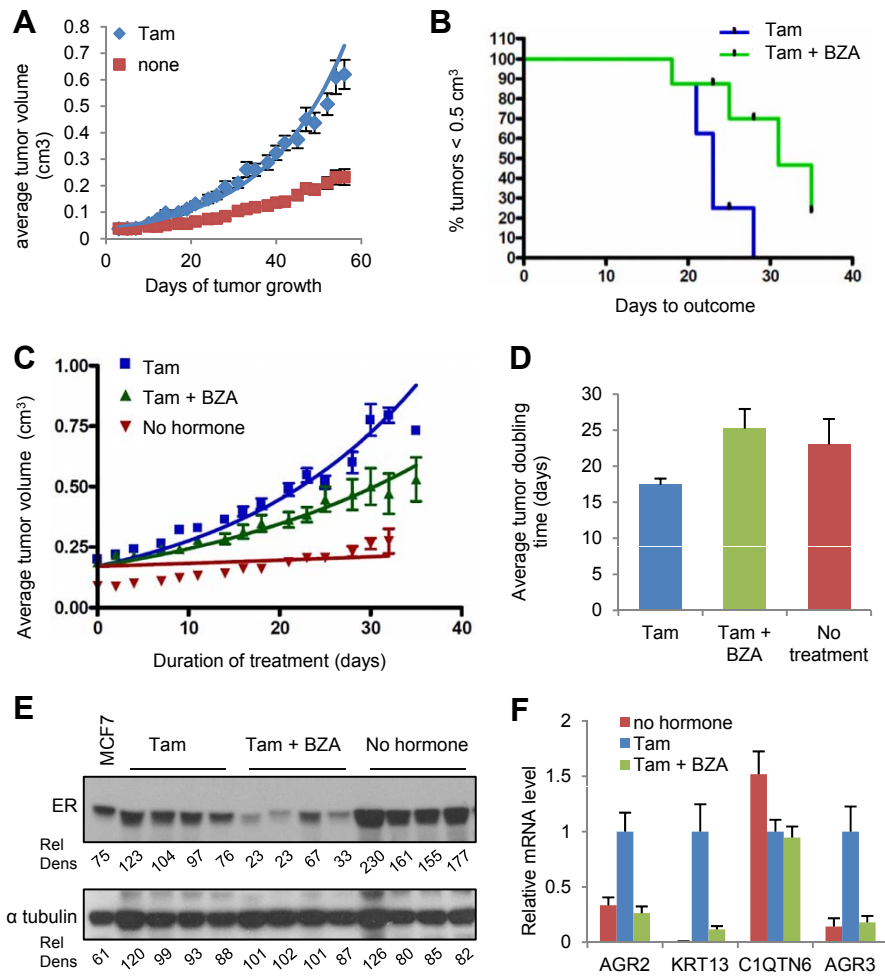 A
Tam
none
average tumor volume
(cm3)
0.8
0.7
0.6
0.5
0.4
0.3
0.2
0.1
0
0 20 40 60
Days of tumor growth
B
Tam
Tam + BZA
% tumors < 0.5 cm³
110
100
90
80
70
60
50
40
30
20
10
0
0 10 20 30 40
Days to outcome
C
Tam
Tam + BZA
No hormone
Average tumor volume (cm³)
1.00
0.75
0.50
0.25
0.00
0 10 20 30 40
Duration of treatment (days)
D
Average tumor doubling
time (days)
30
25
20
15
10
5
0
Tam
Tam +
BZA
No
treatment
E
MCF7
Tam
Tam + BZA
No hormone
ER
Rel
Dens
75 123 104 97 76 23 23 67 33 230 161 155 177
α tubulin
Rel
Dens
61 120 99 93 88 101 102 101 87 126 80 85 82
F
no hormone
Tam
Tam + BZA
Relative mRNA level
2
1.5
1
0.5
0
AGR2 KRT13 C1QTN6 AGR3